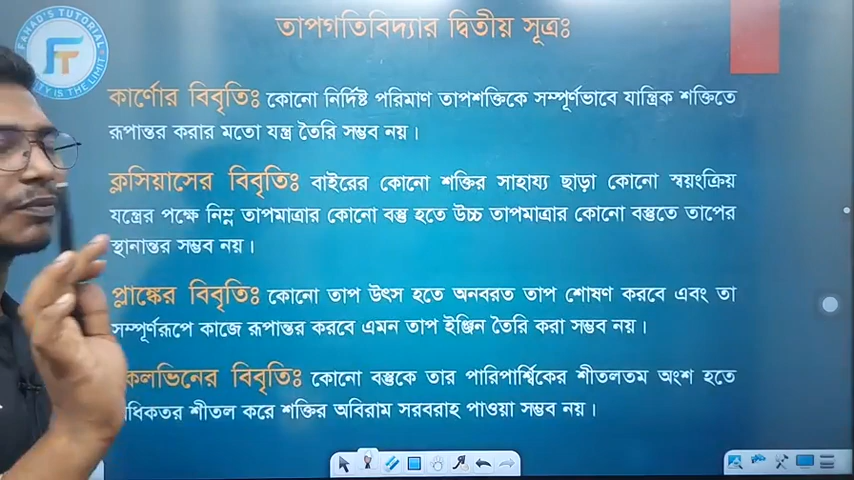 FAHAD'S TUTORIAL
তাপগতিবিদ্যার দ্বিতীয় সূত্রঃ
কার্ণোর বিবৃতিঃ কোনো নির্দিষ্ট পরিমাণ তাপশক্তিকে সম্পূর্ণভাবে যান্ত্রিক শক্তিতে
রূপান্তর করার মতো যন্ত্র তৈরি সম্ভব নয়।
ক্লসিয়াসের বিবৃতিঃ বাইরের কোনো শক্তির সাহায্য ছাড়া কোনো স্বয়ংক্রিয়
যন্ত্রের পক্ষে নিম্ন তাপমাত্রার কোনো বস্তু হতে উচ্চ তাপমাত্রার কোনো বস্তুতে তাপের
স্থানান্তর সম্ভব নয়।
প্লাঙ্কের বিবৃতিঃ কোনো তাপ উৎস হতে অনবরত তাপ শোষণ করবে এবং তা
সম্পূর্ণরূপে কাজে রূপান্তর করবে এমন তাপ ইঞ্জিন তৈরি করা সম্ভব নয়।
কেলভিনের বিবৃতিঃ কোনো বস্তুকে তার পারিপার্শ্বিকের শীতলতম অংশ হতে
শীতল করে শক্তির অবিরাম সরবরাহ পাওয়া সম্ভব নয়।